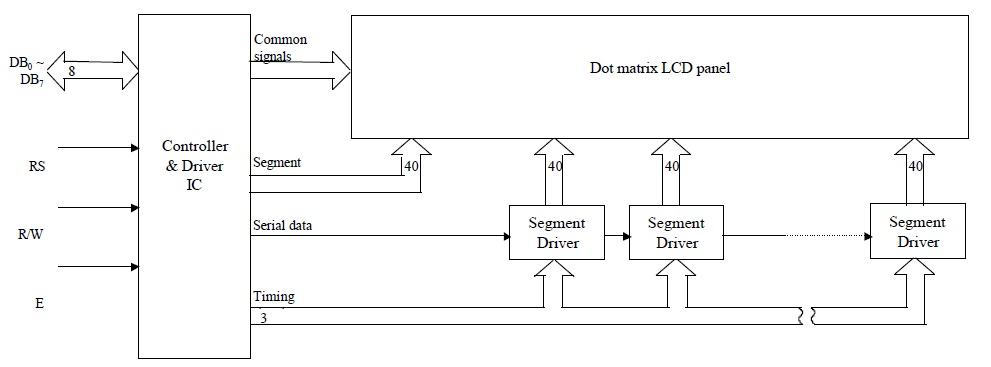 DB₀ ~
DB₇
8
RS
R/W
E
Controller
& Driver
IC
Common
signals
Segment
Serial data
Timing
3
Dot matrix LCD panel
40
40
40
40
Segment
Driver
Segment
Driver
Segment
Driver